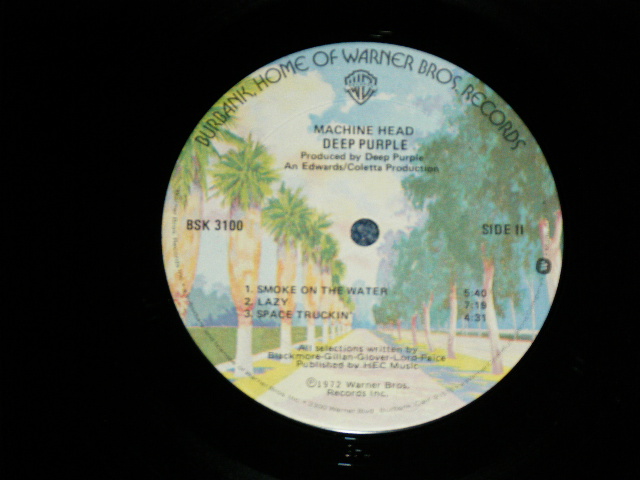 BURBANK, HOME OF WARNER BROS. RECORDS
MACHINE HEAD
DEEP PURPLE
Produced by Deep Purple
An Edwards/Coletta Production
BSK 3100
SIDE II
1. SMOKE ON THE WATER 5:40
2. LAZY 7:19
3. SPACE TRUCKIN' 4:31
All selections written by
Blackmore-Gillan-Glover-Lord-Paice
Published by HEC Music
Ⓟ1972 Warner Bros.
Records Inc.